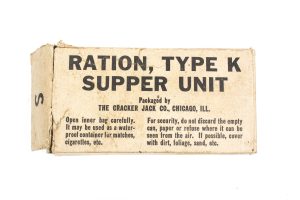 S
RATION, TYPE K
SUPPER UNIT
Packaged by
THE CRACKER JACK CO., CHICAGO, ILL.
Open inner bag carefully.
It may be used as a water-
proof container for matches,
cigarettes, etc.
For security, do not discard the empty
can, paper or refuse where it can be
seen from the air. If possible, cover
with dirt, foliage, sand, etc.